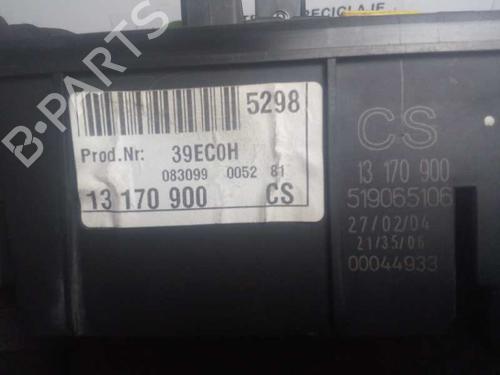 RECICLAJE
B-PARTS
5298
Prod.Nr: 39EC0H
083099 0052 81
13 170 900 CS
CS
13 170 900
519065106
27/02/04
21/35/06
00044933